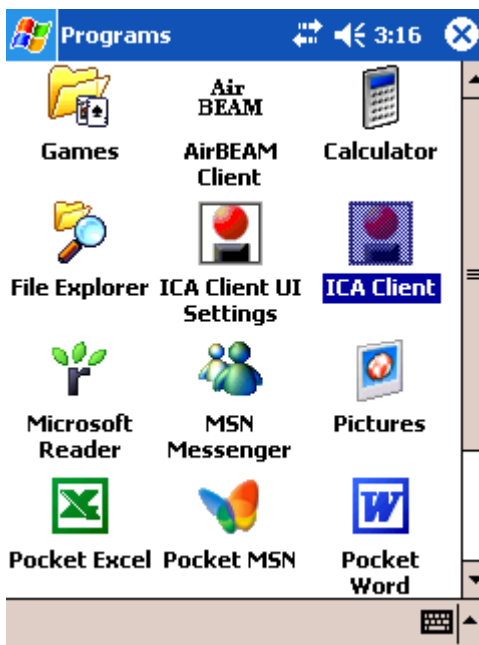 Programs 3:16
Air
BEAM
Games AirBEAM Calculator
Client
File Explorer ICA Client UI ICA Client
Settings
Microsoft MSN Pictures
Reader Messenger
Pocket Excel Pocket MSN Pocket
Word